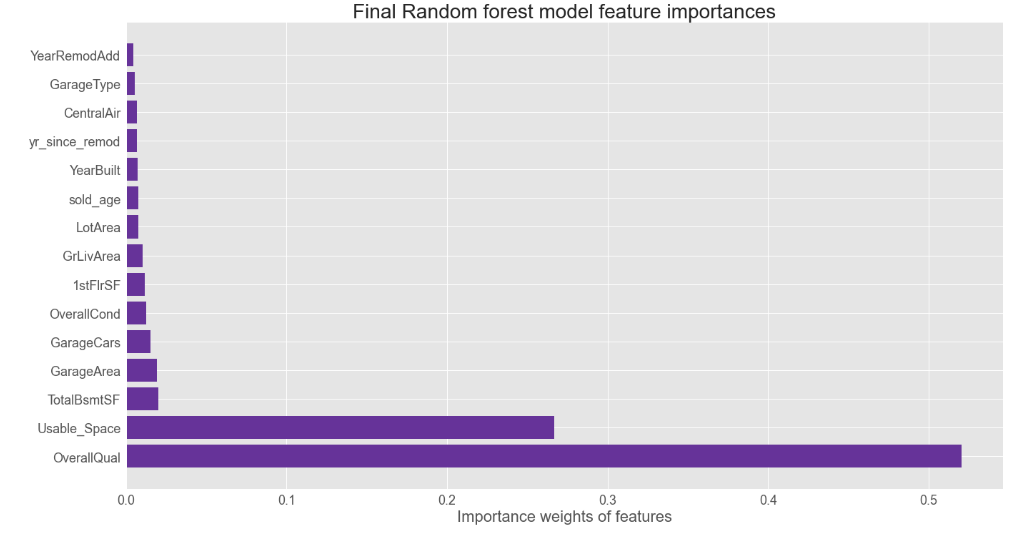 Final Random forest model feature importances
YearRemodAdd
GarageType
CentralAir
yr_since_remod
YearBuilt
sold_age
LotArea
GrLivArea
1stFlrSF
OverallCond
GarageCars
GarageArea
TotalBsmtSF
Usable_Space
OverallQual
0.0 0.1 0.2 0.3 0.4 0.5
Importance weights of features